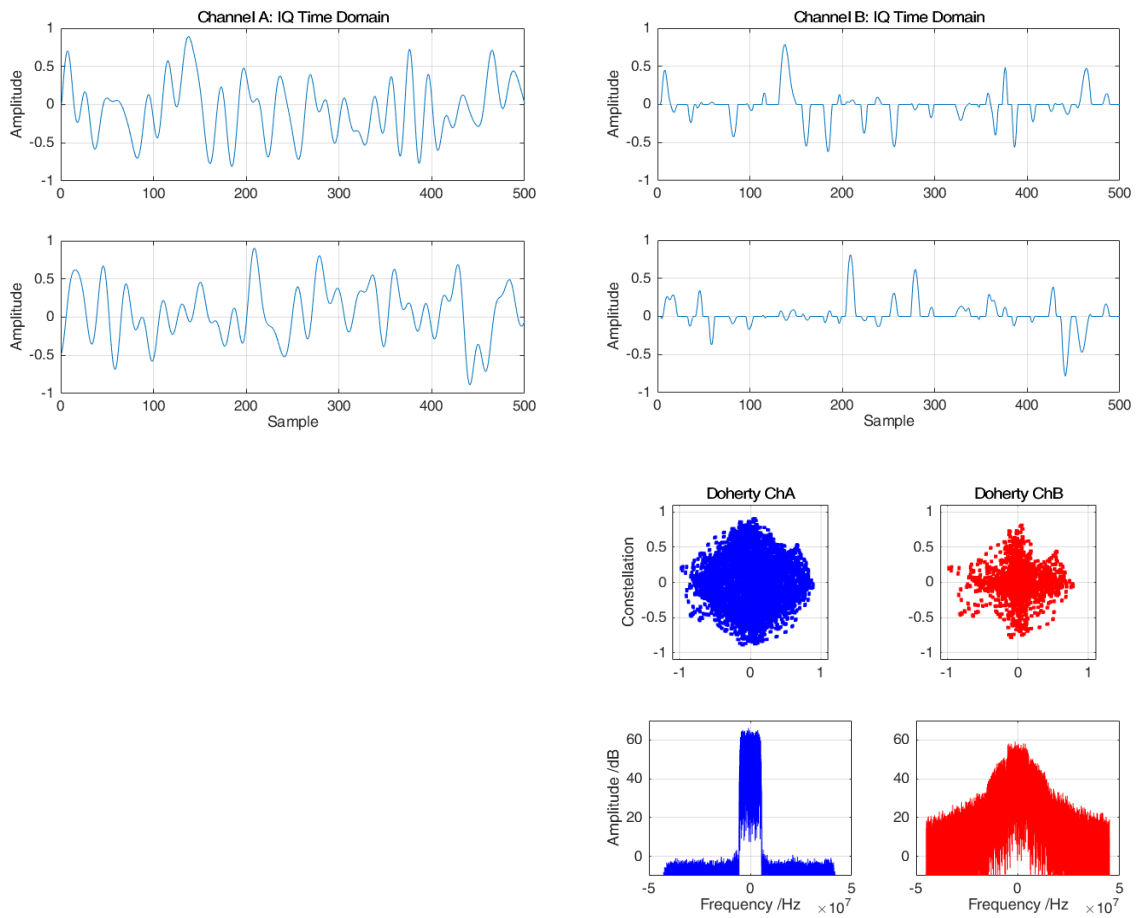 Channel A: IQ Time Domain
1
0.5
0
-0.5
-1
Amplitude
0 100 200 300 400 500
Channel B: IQ Time Domain
1
0.5
0
-0.5
-1
Amplitude
0 100 200 300 400 500
1
0.5
0
-0.5
-1
Amplitude
0 100 200 300 400 500
Sample
1
0.5
0
-0.5
-1
Amplitude
0 100 200 300 400 500
Sample
Doherty ChA
1
0.5
0
-0.5
-1
Constellation
-1 0 1
Doherty ChB
1
0.5
0
-0.5
-1
-1 0 1
60
40
20
0
Amplitude /dB
-5 0 5
Frequency /Hz ×10^7
60
40
20
0
-5 0 5
Frequency /Hz ×10^7